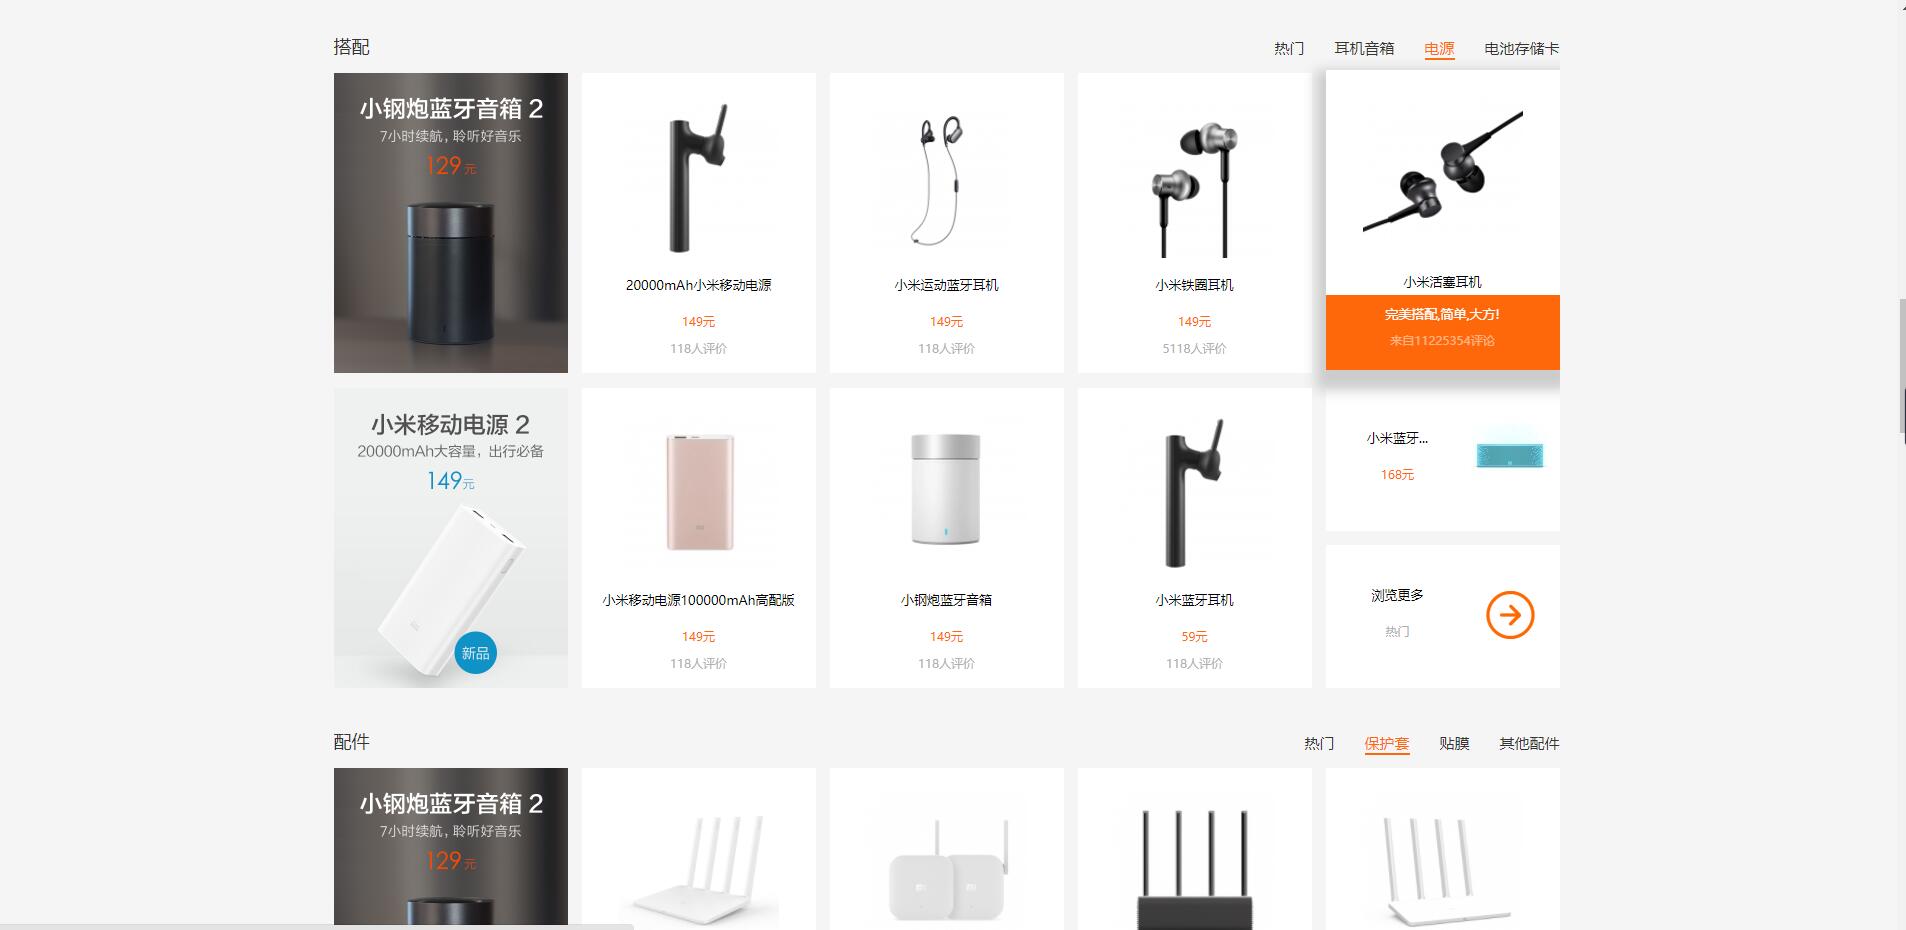 搭配
热门
耳机音箱
电源
电池存储卡
小钢炮蓝牙音箱 2
7小时续航，聆听好音乐
129元
20000mAh小米移动电源
149元
118人评价
小米运动蓝牙耳机
149元
118人评价
小米铁圈耳机
149元
5118人评价
小米活塞耳机
完美搭配,简单,大方!
来自11225354评论
小米移动电源 2
20000mAh大容量，出行必备
149元
新品
小米移动电源100000mAh高配版
149元
118人评价
小钢炮蓝牙音箱
149元
118人评价
小米蓝牙耳机
59元
118人评价
小米蓝牙...
168元
浏览更多
热门
配件
热门
保护套
贴膜
其他配件
小钢炮蓝牙音箱 2
7小时续航，聆听好音乐
129元